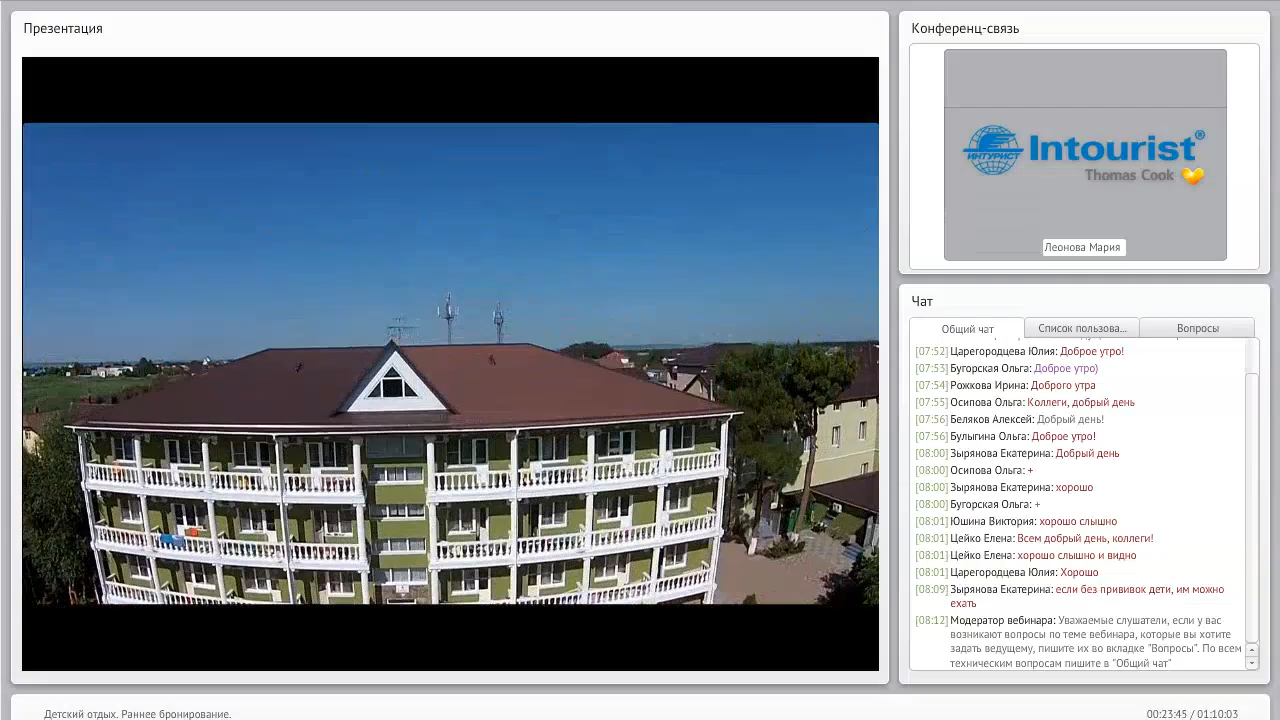 Презентация
Конференц-связь
ИНТУРИСТ
Intourist®
Thomas Cook
Леонова Мария
Чат
Общий чат
Список пользова...
Вопросы
[07:52] Царегородцева Юлия: Доброе утро!
[07:53] Бугорская Ольга: Доброе утро)
[07:54] Рожкова Ирина: Доброго утра
[07:55] Осипова Ольга: Коллеги, добрый день
[07:56] Беляков Алексей: Добрый день!
[07:56] Булыгина Ольга: Доброе утро!
[08:00] Зырянова Екатерина: Добрый день
[08:00] Осипова Ольга: +
[08:00] Зырянова Екатерина: хорошо
[08:00] Бугорская Ольга: +
[08:01] Юшина Виктория: хорошо слышно
[08:01] Цейко Елена: Всем добрый день, коллеги!
[08:01] Цейко Елена: хорошо слышно и видно
[08:01] Царегородцева Юлия: Хорошо
[08:09] Зырянова Екатерина: если без прививок дети, им можно
ехать
[08:12] Модератор вебинара: Уважаемые слушатели, если у вас
возникают вопросы по теме вебинара, которые вы хотите
задать ведущему, пишите их во вкладке "Вопросы". По всем
техническим вопросам пишите в "Общий чат"
Детский отдых. Раннее бронирование.
00:23:45 / 01:10:03